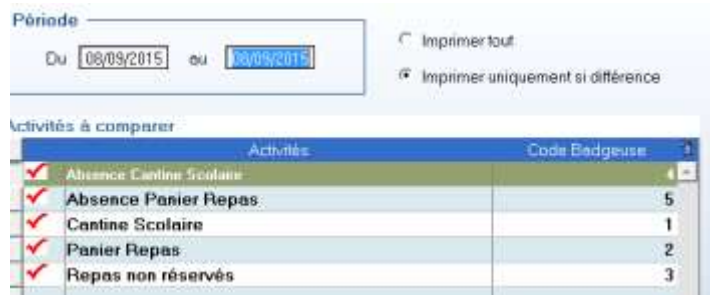 Période
Du 08/09/2015 au 08/09/2015
Imprimer tout
Imprimer uniquement si différence
Activités à comparer
Activités Code Badgeuse
Absence Cantine Scolaire 4
Absence Panier Repas 5
Cantine Scolaire 1
Panier Repas 2
Repas non réservés 3